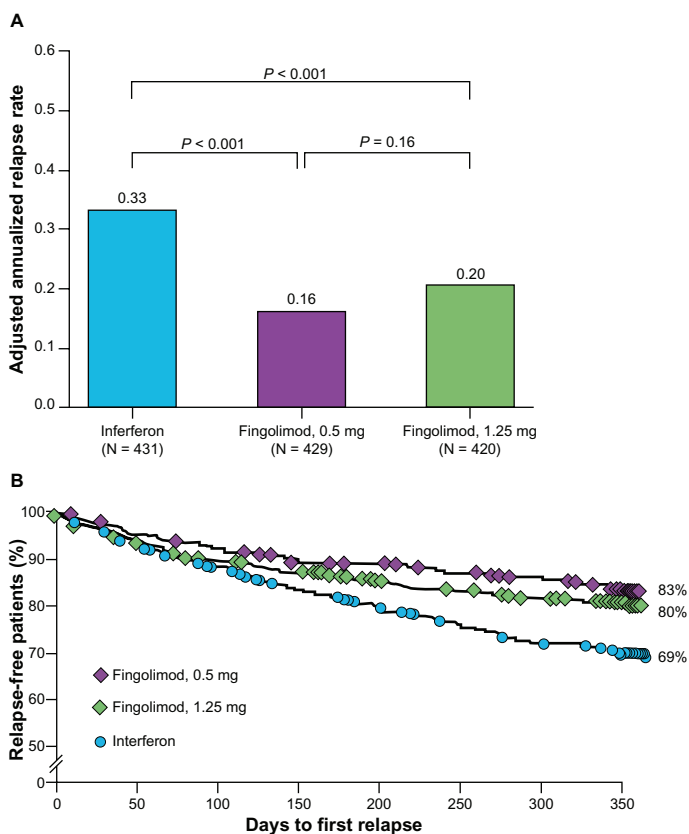 A
Adjusted annualized relapse rate
0.6
0.5
0.4
0.3
0.2
0.1
0.0
P < 0.001
P < 0.001
P = 0.16
0.33
0.16
0.20
Inferferon
(N = 431)
Fingolimod, 0.5 mg
(N = 429)
Fingolimod, 1.25 mg
(N = 420)
B
Relapse-free patients (%)
100
90
80
70
60
50
0
83%
80%
69%
Fingolimod, 0.5 mg
Fingolimod, 1.25 mg
Interferon
0 50 100 150 200 250 300 350
Days to first relapse